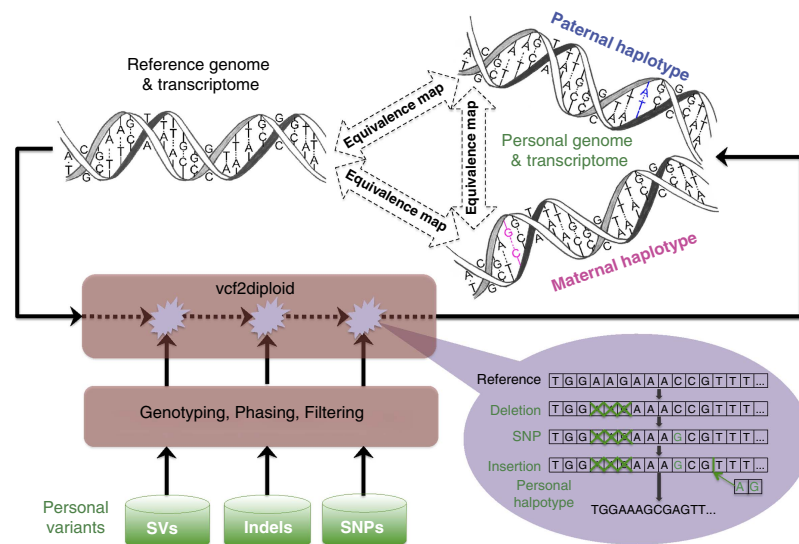 Reference genome
& transcriptome
Paternal haplotype
Equivalence map
Equivalence map
Equivalence map
Personal genome
& transcriptome
Maternal haplotype
vcf2diploid
Genotyping, Phasing, Filtering
Personal
variants
SVs
Indels
SNPs
Reference
TGGAAGAAACCGTTT...
Deletion
TGGAAGAAACCGTTT...
SNP
TGGAAGAAAGCGTTT...
Insertion
TGGAAGAAAGCGTTT...
AG
Personal
halpotype
TGGAAAGCGAGTT...